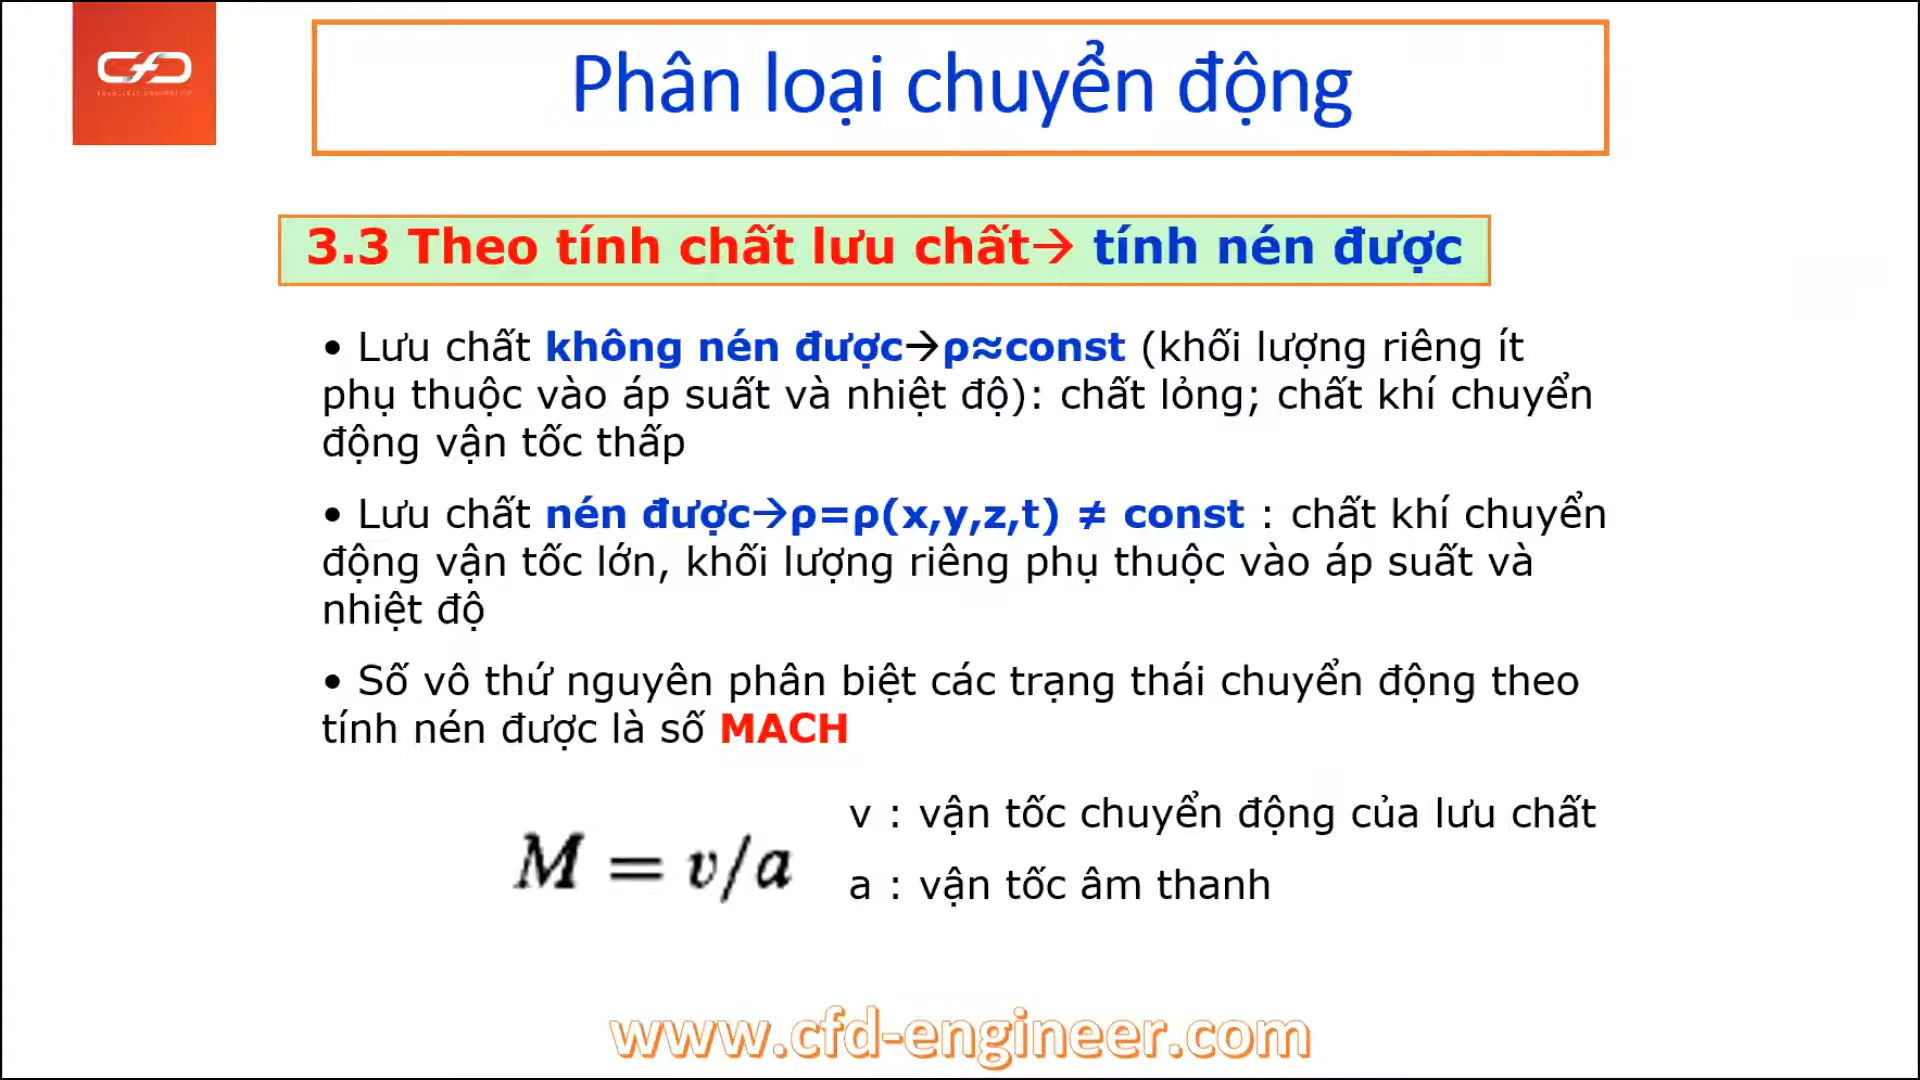 CFD
Phân loại chuyển động
3.3 Theo tính chất lưu chất→ tính nén được
• Lưu chất không nén được→ρ≈const (khối lượng riêng ít
phụ thuộc vào áp suất và nhiệt độ): chất lỏng; chất khí chuyển
động vận tốc thấp
• Lưu chất nén được→ρ=ρ(x,y,z,t) ≠ const : chất khí chuyển
động vận tốc lớn, khối lượng riêng phụ thuộc vào áp suất và
nhiệt độ
• Số vô thứ nguyên phân biệt các trạng thái chuyển động theo
tính nén được là số MACH
v : vận tốc chuyển động của lưu chất
M = v/a
a : vận tốc âm thanh
www.cfd-engineer.com